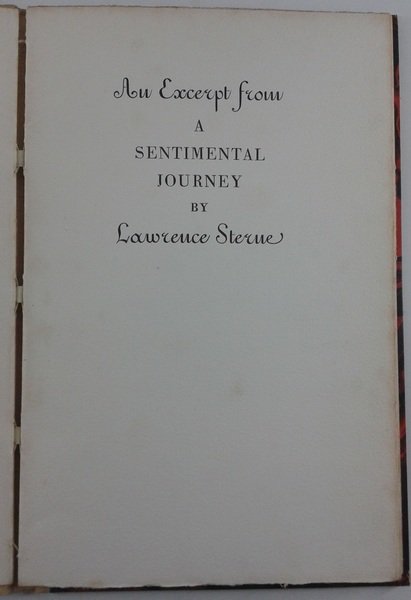 An Excerpt from
A
SENTIMENTAL
JOURNEY
BY
Lawrence Sterne